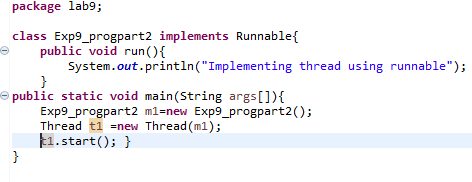 package lab9;
class Exp9_progpart2 implements Runnable{
public void run(){
System.out.println("Implementing thread using runnable");
}
public static void main(String args[]){
Exp9_progpart2 m1=new Exp9_progpart2();
Thread t1 =new Thread(m1);
t1.start(); }
}